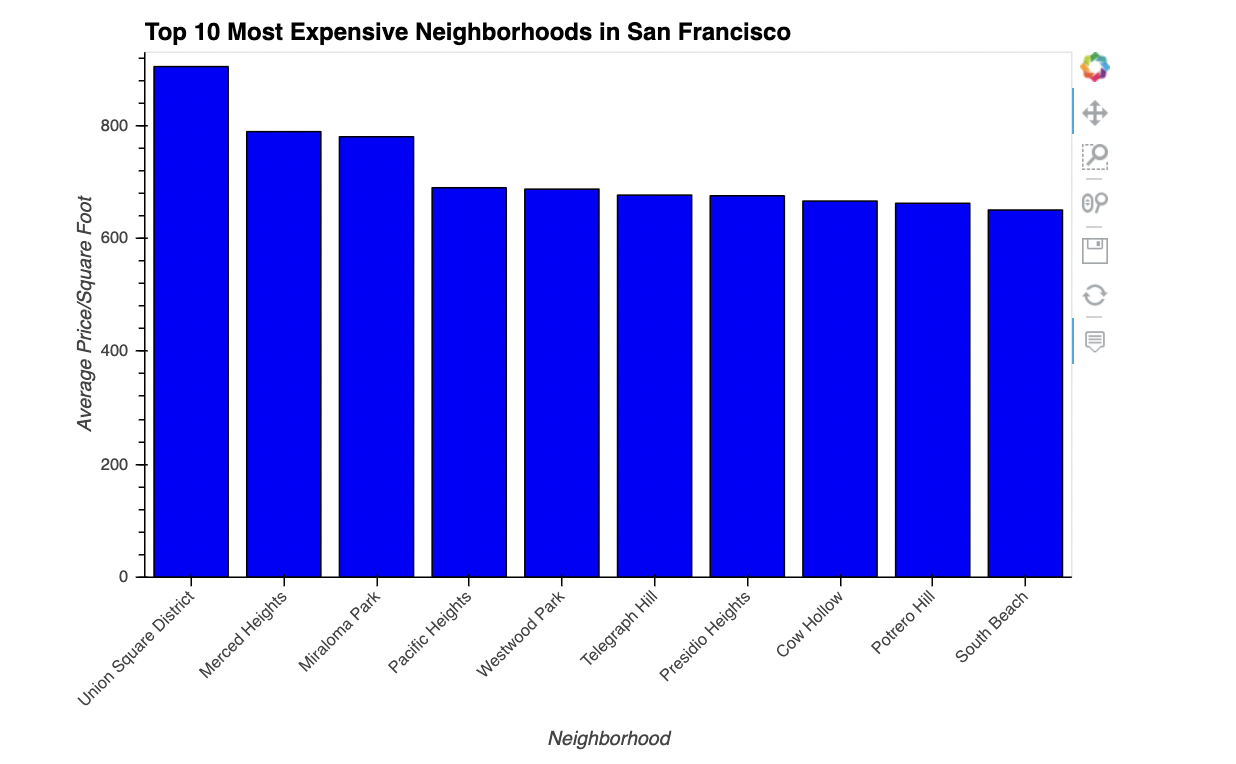 Top 10 Most Expensive Neighborhoods in San Francisco
Average Price/Square Foot
800
600
400
200
0
Union Square District
Merced Heights
Miraloma Park
Pacific Heights
Westwood Park
Telegraph Hill
Presidio Heights
Cow Hollow
Potrero Hill
South Beach
Neighborhood